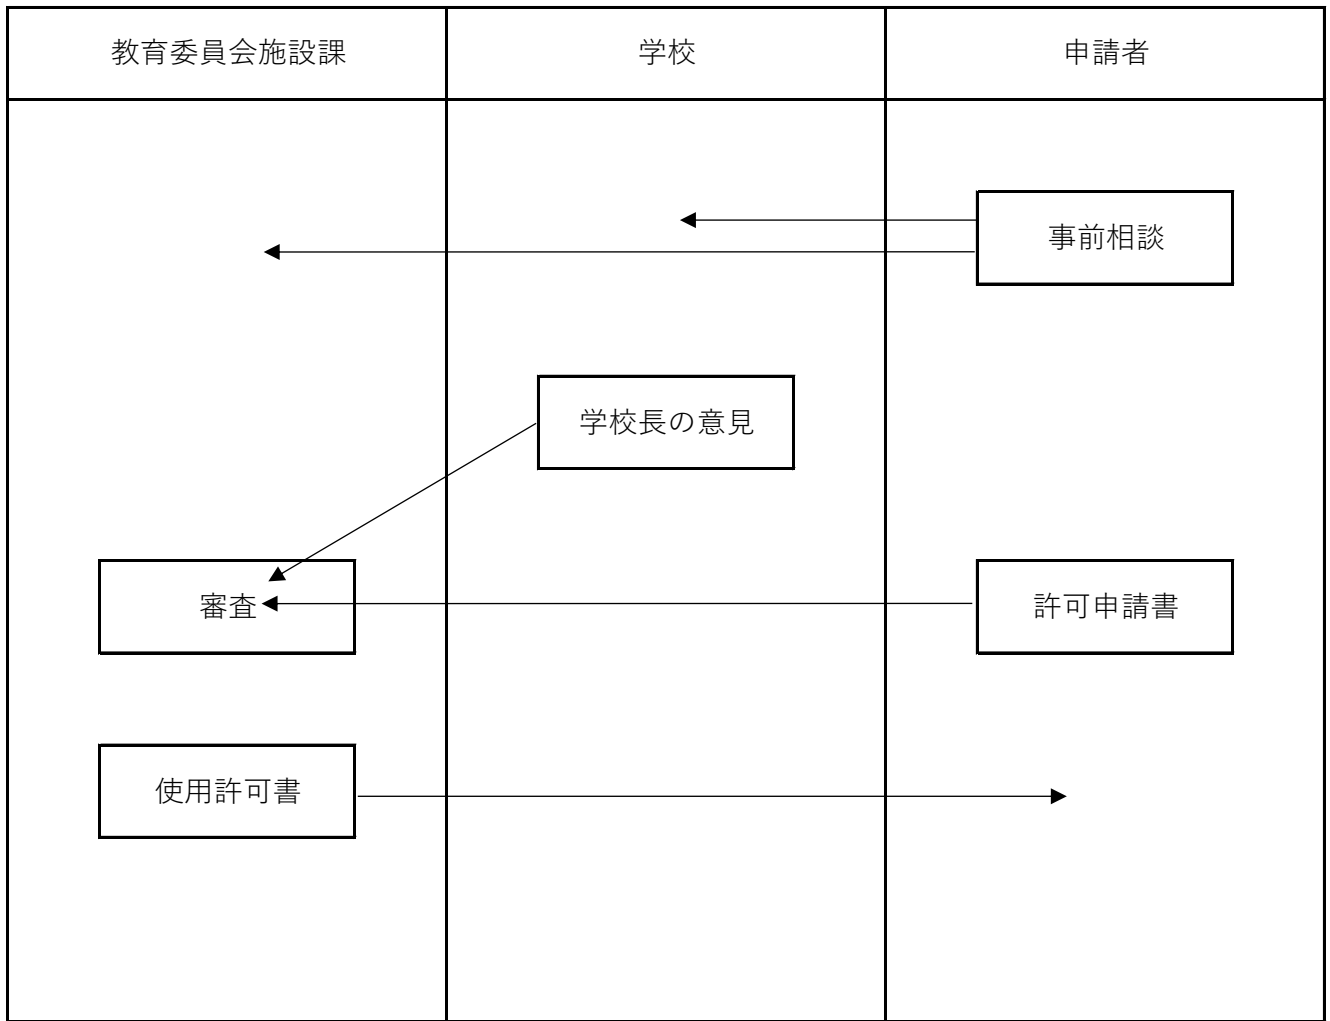 教育委員会施設課
学校
申請者
事前相談
学校長の意見
審査
許可申請書
使用許可書